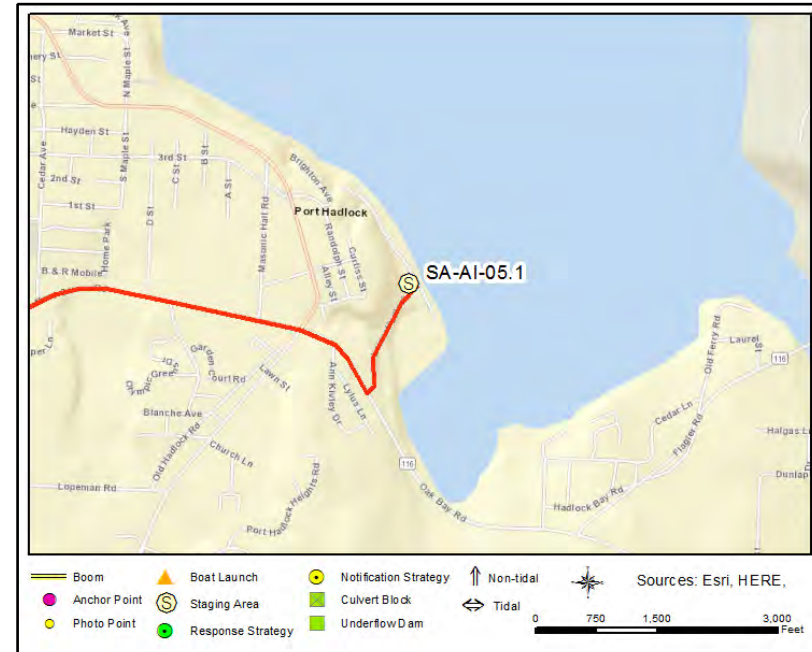 Market St
N Maple St
Cedar Ave
Hayden St
S Maple St
3rd St
2nd St
1st St
B St
C St
A St
D St
Home Park
B.& R Mobile
Masonic Hall Rd
Brighton Ave
Port Hadlock
Randolph St
Curtiss St
Alley St
SA-AI-05.1
S
Garden Court Rd
Lawn St
Blanche Ave
Old Hadlock Rd
Church Ln
Lopeman Rd
Port Hadlock Heights Rd
Ann Kivley Dr
Lylus Ln
116
Oak Bay Rd
Old Ferry Rd
Laurel St
116
Cedar Ln
Flagler Rd
Hadlock Bay Rd
Halgas Ln
Dunlap
Boom
Boat Launch
Notification Strategy
Non-tidal
Sources: Esri, HERE,
Anchor Point
S Staging Area
Culvert Block
Tidal
Photo Point
Response Strategy
Underflow Dam
0 750 1,500 3,000
Feet